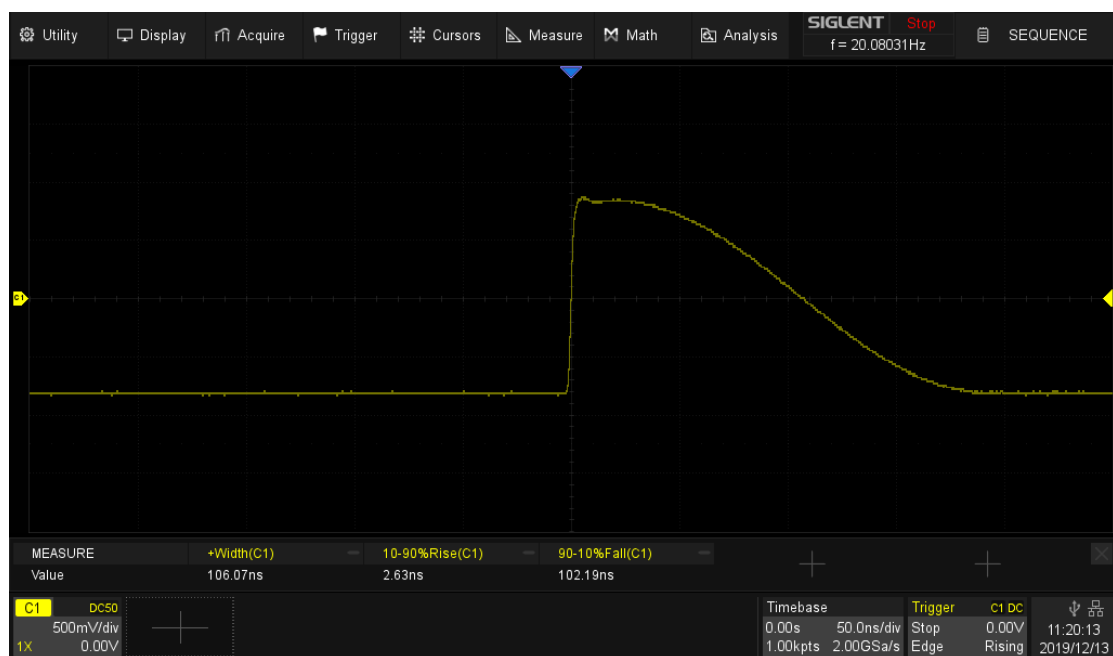 Utility Display Acquire Trigger Cursors Measure Math Analysis SIGLENT Stop SEQUENCE
f = 20.08031Hz
C1
MEASURE +Width(C1) 10-90%Rise(C1) 90-10%Fall(C1)
Value 106.07ns 2.63ns 102.19ns
C1 DC50 Timebase Trigger C1 DC
500mV/div 0.00s 50.0ns/div Stop 0.00V 11:20:13
1X 0.00V 1.00kpts 2.00GSa/s Edge Rising 2019/12/13